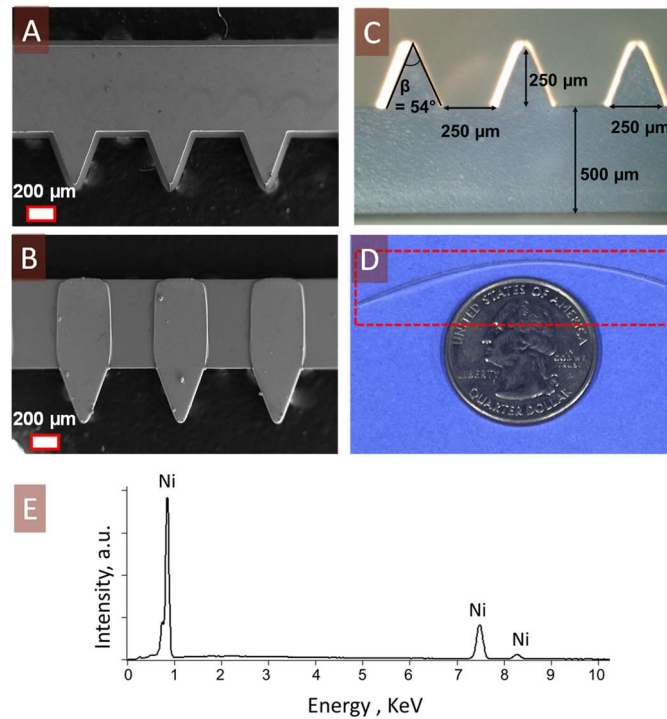 A
200 µm
B
200 µm
C
β
= 54°
250 µm
250 µm
250 µm
500 µm
D
UNITED STATES OF AMERICA
LIBERTY
QUARTER DOLLAR
E
Ni
Ni
Ni
Intensity, a.u.
0 1 2 3 4 5 6 7 8 9 10
Energy , KeV